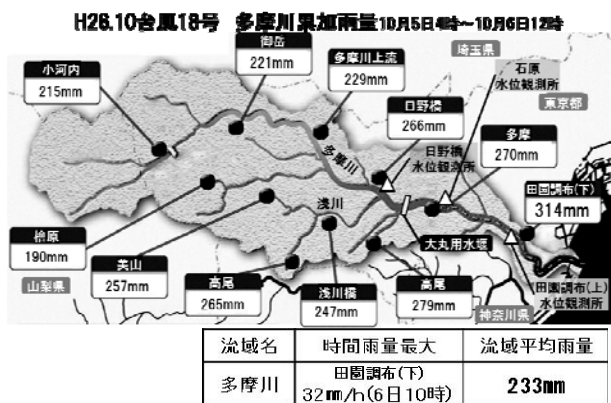 H26.10台風18号 多摩川累加雨量10月5日4時~10月6日12時
御岳
221mm
多摩川上流
229mm
埼玉県
石原
水位観測所
小河内
215mm
日野橋
266mm
東京都
多摩
270mm
日野橋
水位観測所
多摩川
田園調布(下)
314mm
浅川
大丸用水堰
檜原
190mm
美山
257mm
高尾
265mm
浅川橋
247mm
高尾
279mm
田園調布(上)
水位観測所
山梨県
神奈川県
流域名 時間雨量最大 流域平均雨量
多摩川 田園調布(下) 233mm
32mm/h(6日10時)